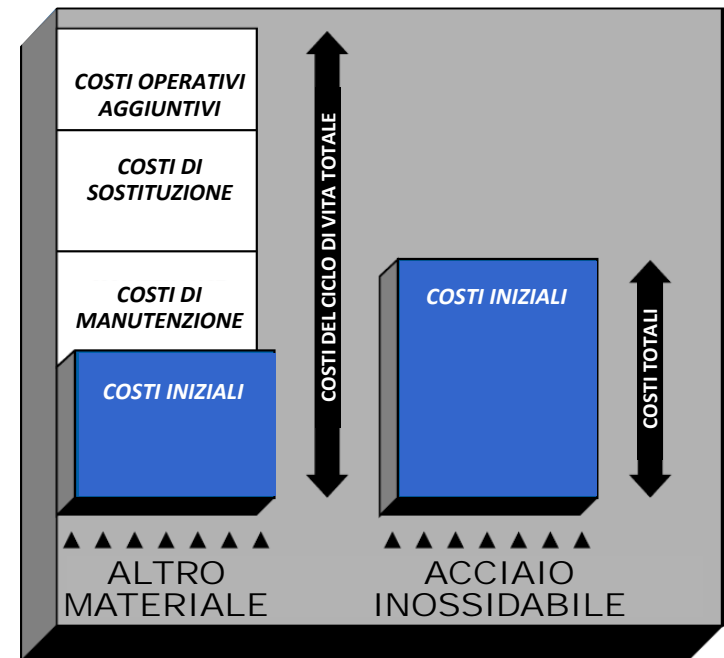 COSTI OPERATIVI
AGGIUNTIVI
COSTI DI
SOSTITUZIONE
COSTI DI
MANUTENZIONE
COSTI INIZIALI
COSTI DEL CICLO DI VITA TOTALE
COSTI INIZIALI
COSTI TOTALI
ALTRO
MATERIALE
ACCIAIO
INOSSIDABILE